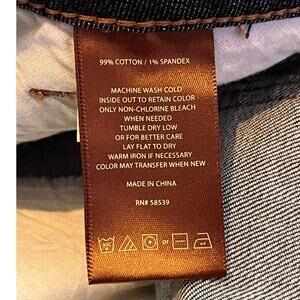 99% COTTON / 1% SPANDEX
MACHINE WASH COLD
INSIDE OUT TO RETAIN COLOR
ONLY NON-CHLORINE BLEACH
WHEN NEEDED
TUMBLE DRY LOW
OR FOR BETTER CARE
LAY FLAT TO DRY
WARM IRON IF NECESSARY
COLOR MAY TRANSFER WHEN NEW
MADE IN CHINA
RN# 58539
or